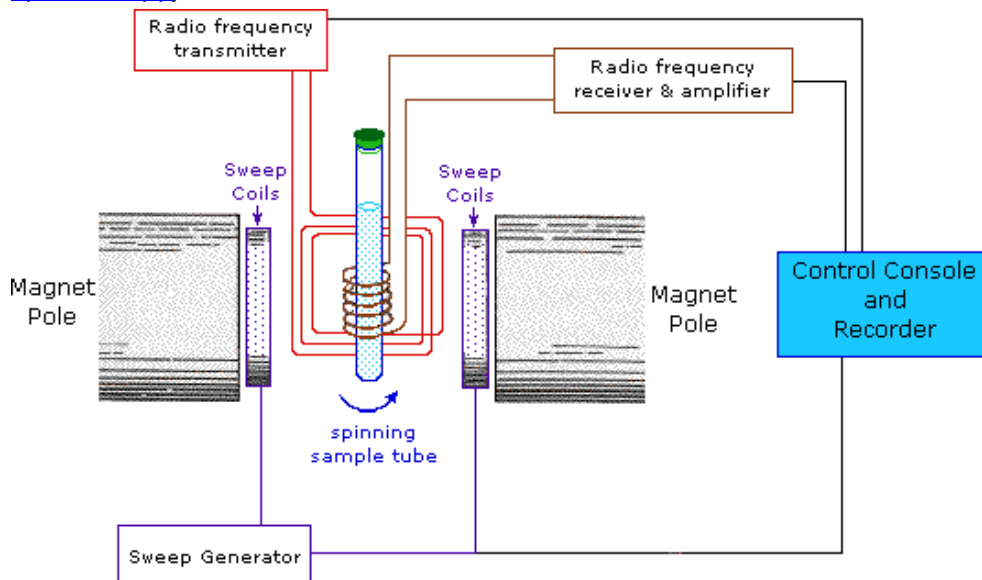 Radio frequency
transmitter
Radio frequency
receiver & amplifier
Sweep
Coils
Sweep
Coils
Magnet
Pole
Magnet
Pole
Control Console
and
Recorder
spinning
sample tube
Sweep Generator